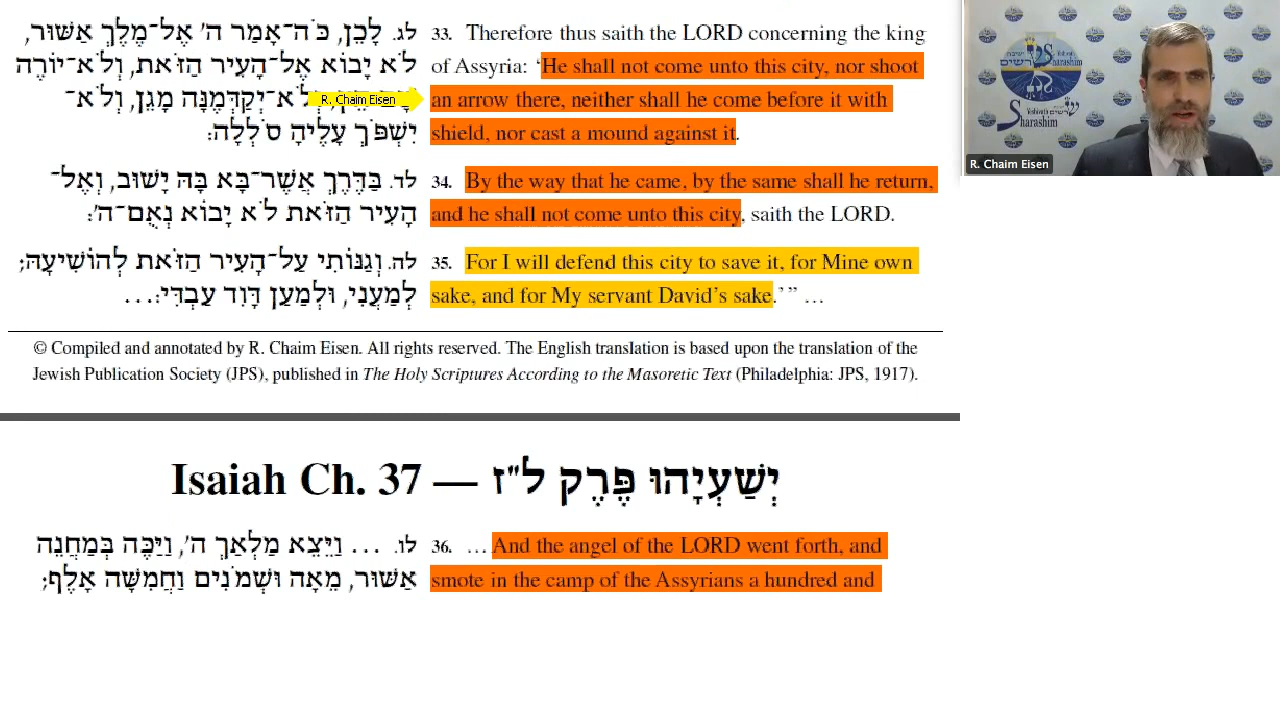 לג. לָכֵן, כֹּה־אָמַר ה' אֶל־מֶלֶךְ אַשּׁוּר,
לֹא יָבוֹא אֶל־הָעִיר הַזֹּאת, וְלֹא־יוֹרֶה
לֹא־יְקַדְּמֶנָּה מָגֵן, וְלֹא־
יִשְׁפֹּךְ עָלֶיהָ סֹלְלָה:
R. Chaim Eisen
33. Therefore thus saith the LORD concerning the king
of Assyria: ‘He shall not come unto this city, nor shoot
an arrow there, neither shall he come before it with
shield, nor cast a mound against it.
לד. בַּדֶּרֶךְ אֲשֶׁר־בָּא בָּהּ יָשׁוּב, וְאֶל־
הָעִיר הַזֹּאת לֹא יָבוֹא נְאֻם־ה':
34. By the way that he came, by the same shall he return,
and he shall not come unto this city, saith the LORD.
לה. וְגַנּוֹתִי עַל־הָעִיר הַזֹּאת לְהוֹשִׁיעָהּ;
לְמַעֲנִי, וּלְמַעַן דָּוִד עַבְדִּי:...
35. For I will defend this city to save it, for Mine own
sake, and for My servant David’s sake.’ ” …
© Compiled and annotated by R. Chaim Eisen. All rights reserved. The English translation is based upon the translation of the
Jewish Publication Society (JPS), published in The Holy Scriptures According to the Masoretic Text (Philadelphia: JPS, 1917).
Isaiah Ch. 37 — יְשַׁעְיָהוּ פֶּרֶק ל"ז
לו. ... וַיֵּצֵא מַלְאַךְ ה', וַיַּכֶּה בְּמַחֲנֵה
אַשּׁוּר, מֵאָה וּשְׁמֹנִים וַחֲמִשָּׁה אָלֶף;
36. …And the angel of the LORD went forth, and
smote in the camp of the Assyrians a hundred and
Yeshivath
Sharashim
שרשים
R. Chaim Eisen